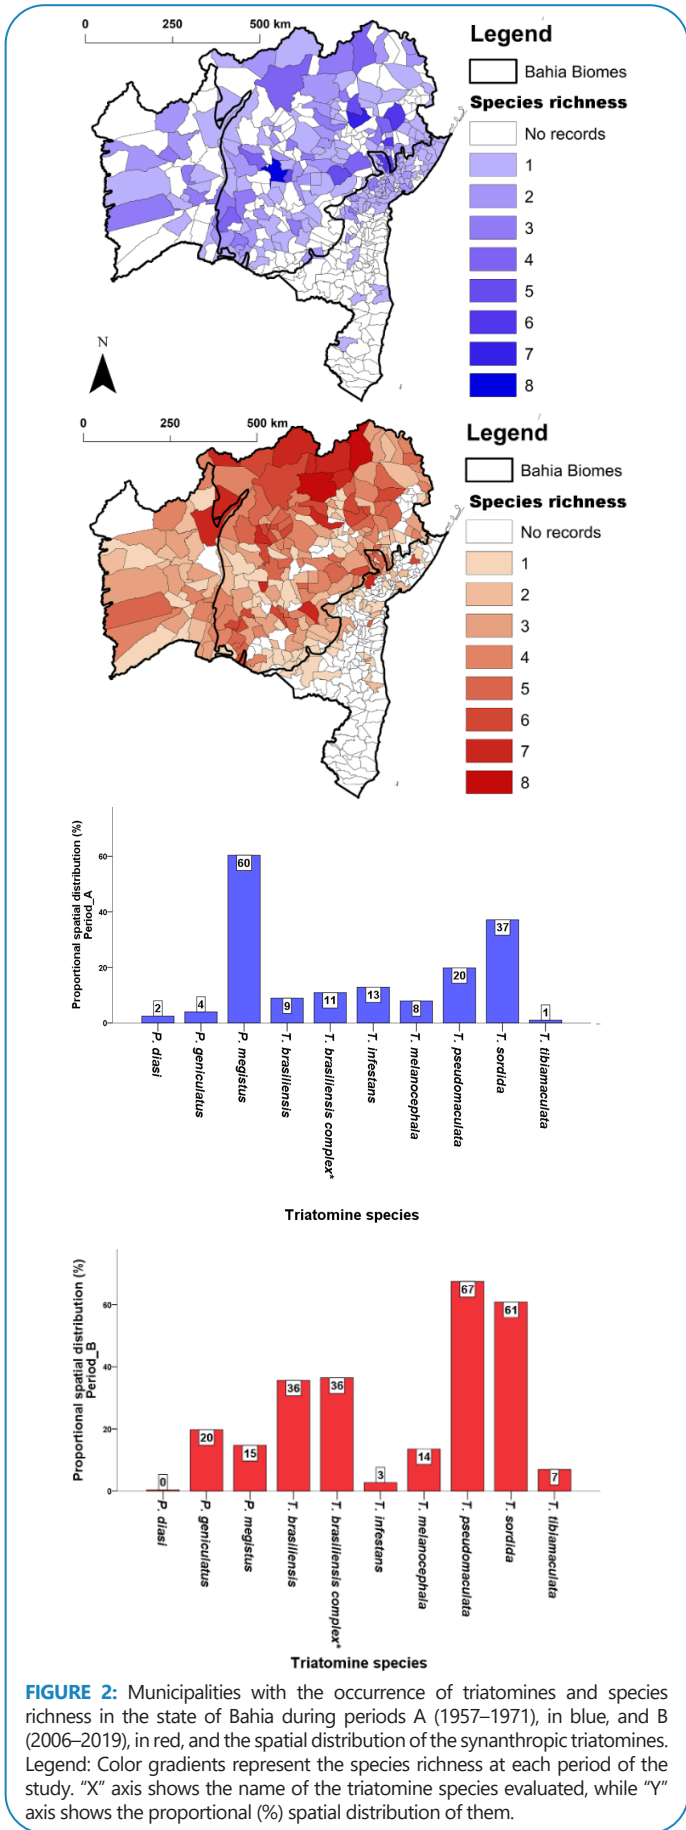 0 250 500 km
Legend
Bahia Biomes
Species richness
No records
1
2
3
4
5
6
7
8
N
0 250 500 km
Legend
Bahia Biomes
Species richness
No records
1
2
3
4
5
6
7
8
Proportional spatial distribution (%)
Period_A
60
40
20
0
2
4
60
9
11
13
8
20
37
1
P. diasi
P. geniculatus
P. megistus
T. brasiliensis
T. brasiliensis complex*
T. infestans
T. melanocephala
T. pseudomaculata
T. sordida
T. tibiamaculata
Triatomine species
Proportional spatial distribution (%)
Period_B
60
40
20
0
0
20
15
36
36
3
14
67
61
7
P. diasi
P. geniculatus
P. megistus
T. brasiliensis
T. brasiliensis complex*
T. infestans
T. melanocephala
T. pseudomaculata
T. sordida
T. tibiamaculata
Triatomine species
FIGURE 2: Municipalities with the occurrence of triatomines and species
richness in the state of Bahia during periods A (1957–1971), in blue, and B
(2006–2019), in red, and the spatial distribution of the synanthropic triatomines.
Legend: Color gradients represent the species richness at each period of the
study. "X" axis shows the name of the triatomine species evaluated, while "Y"
axis shows the proportional (%) spatial distribution of them.